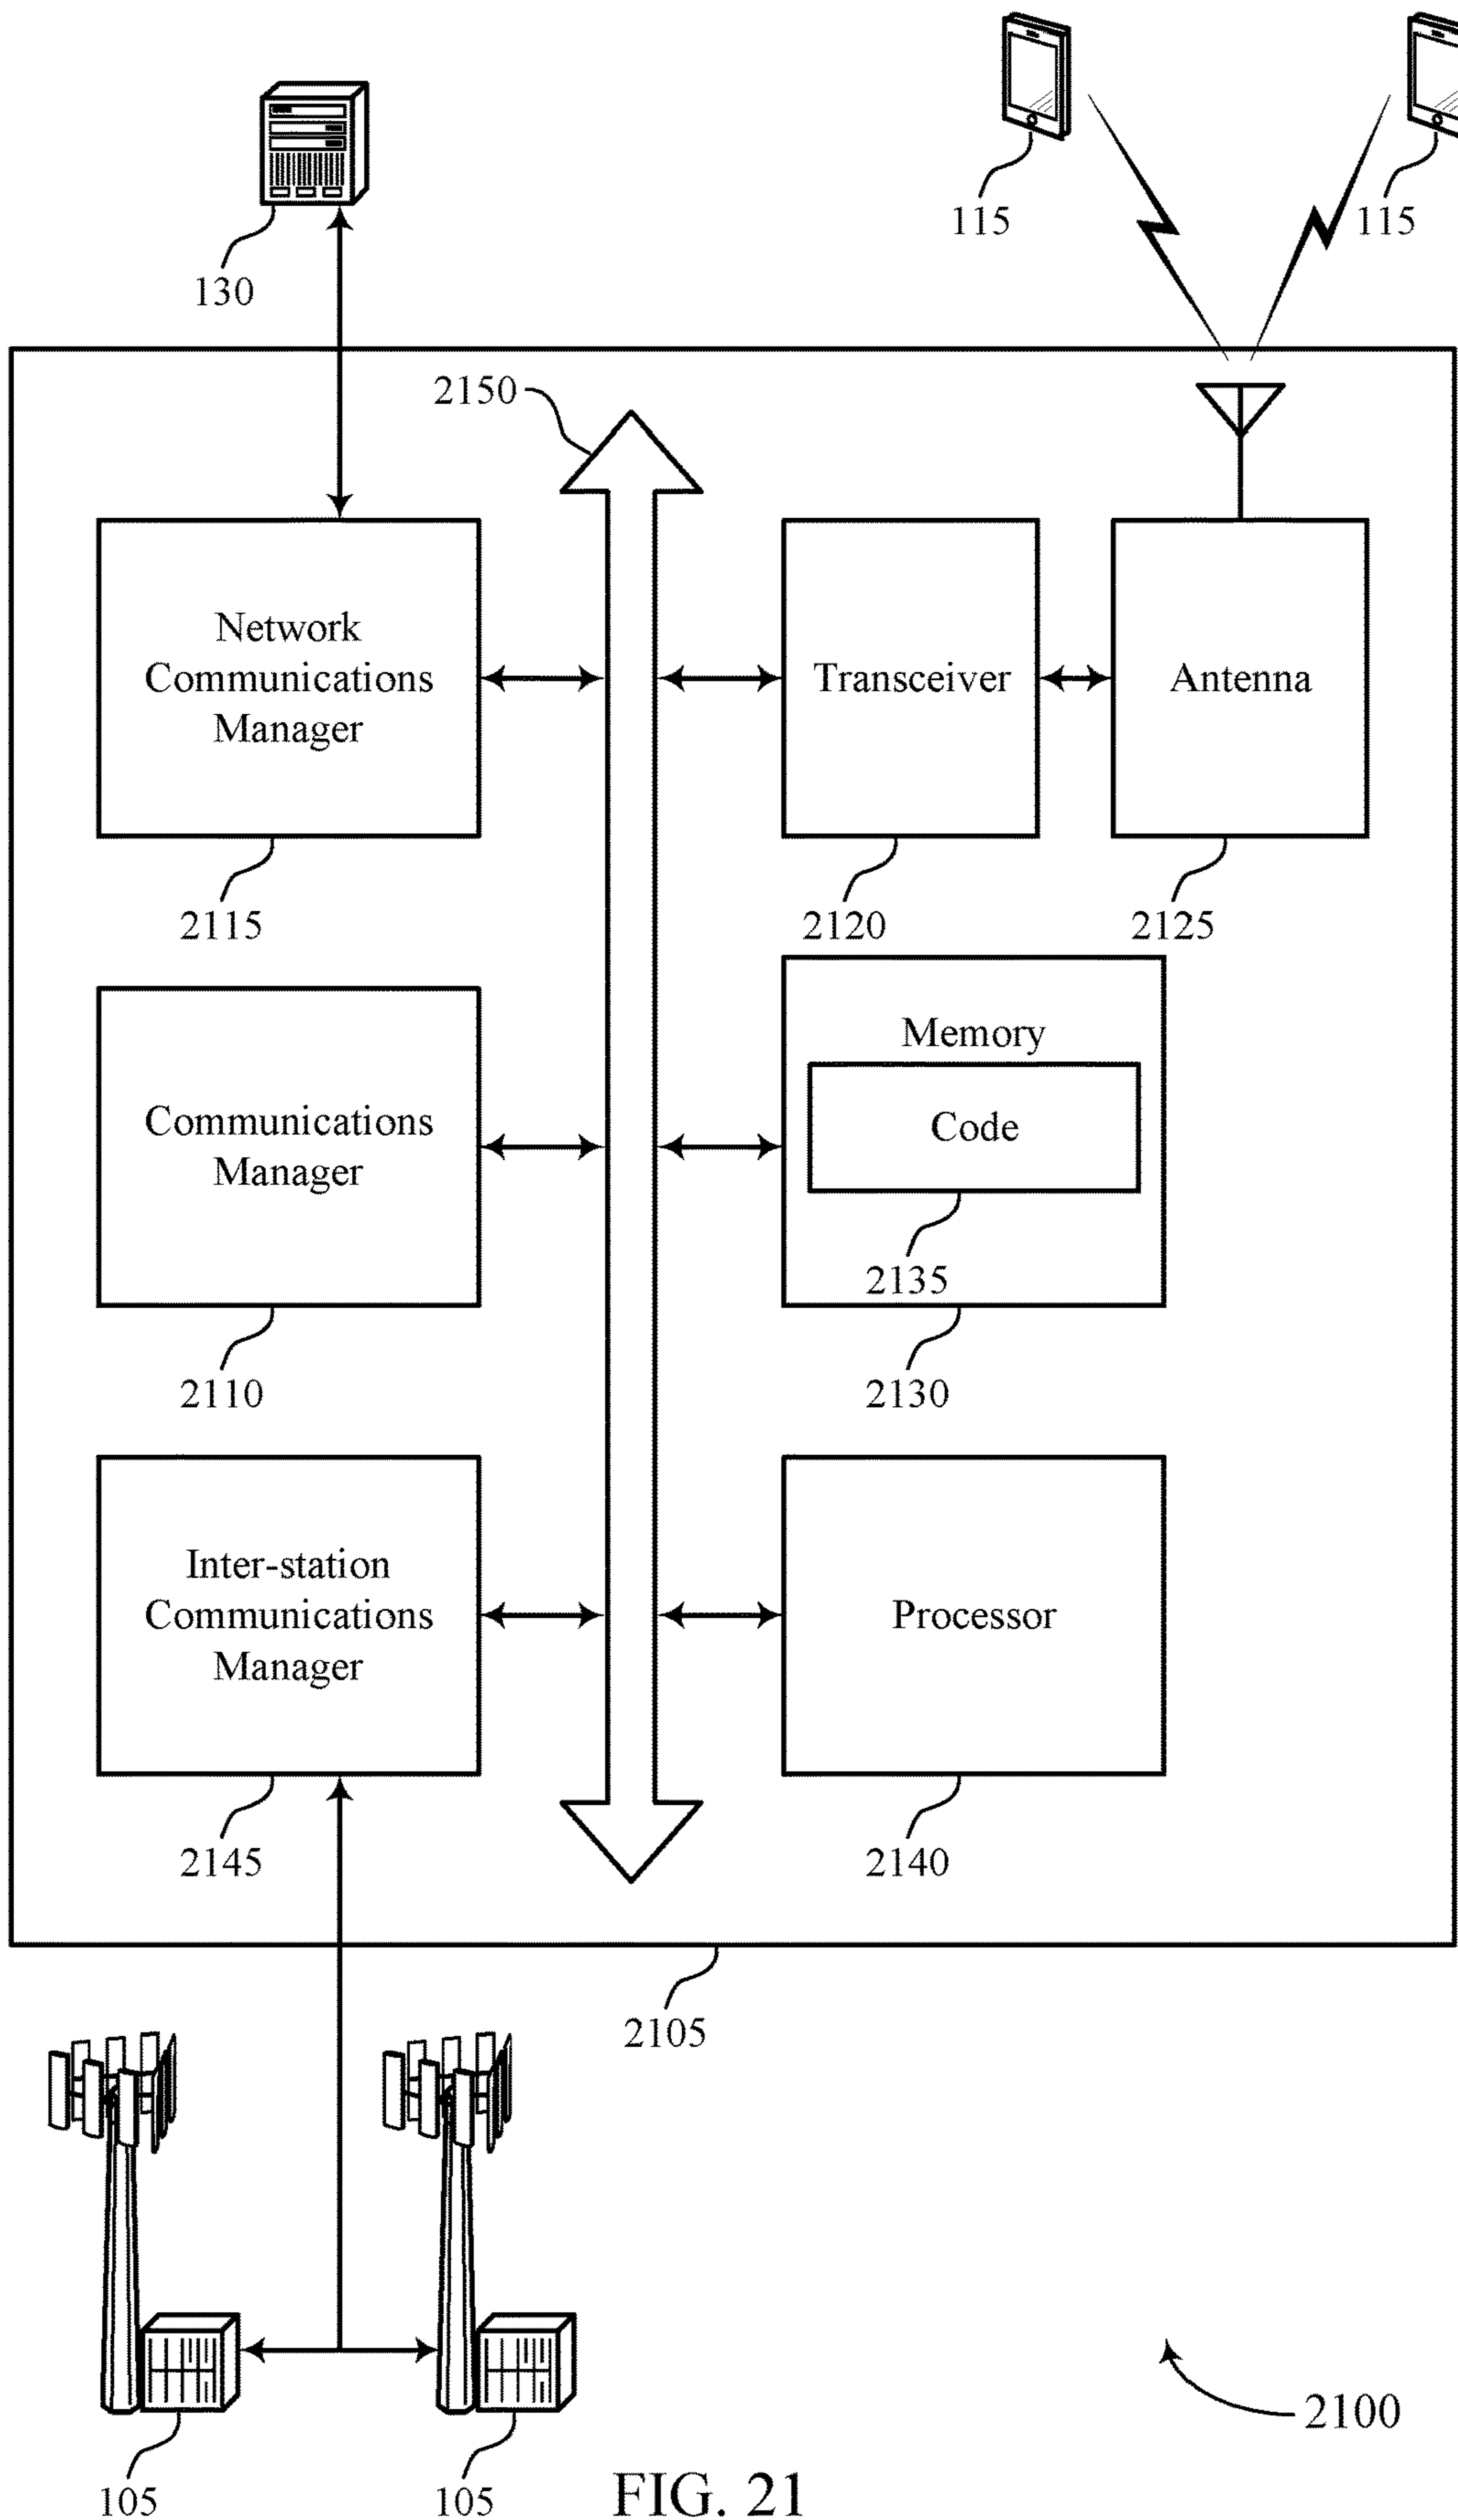 115
115
130
2150
Network
Communications
Manager
Transceiver
Antenna
2115
2120
2125
Memory
Communications
Manager
Code
2135
2110
2130
Inter-station
Communications
Manager
Processor
2145
2140
2105
2100
105
105
FIG. 21